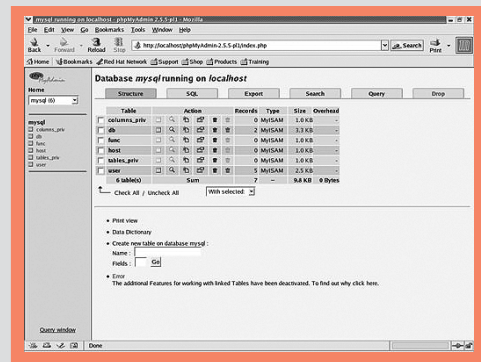 mysql running on localhost - phpMyAdmin 2.5.5-pl1 - Mozilla
File Edit View Go Bookmarks Tools Window Help
Back Forward Reload Stop http://localhost/phpMyAdmin-2.5.5-pl1/index.php Search Print
Home Bookmarks Red Hat Network Support Shop Products Training
phpMyAdmin
Home
mysql (6)
mysql
columns_priv
db
func
host
tables_priv
user
Query window
Database mysql running on localhost
Structure SQL Export Search Query Drop
Table Action Records Type Size Overhead
columns_priv 0 MyISAM 1.0 KB -
db 2 MyISAM 3.3 KB -
func 0 MyISAM 1.0 KB -
host 0 MyISAM 1.0 KB -
tables_priv 0 MyISAM 1.0 KB -
user 5 MyISAM 2.5 KB -
6 table(s) Sum 7 -- 9.8 KB 0 Bytes
Check All / Uncheck All With selected:
Print view
Data Dictionary
Create new table on database mysql :
Name :
Fields : Go
Error
The additional Features for working with linked Tables have been deactivated. To find out why click here.
Done